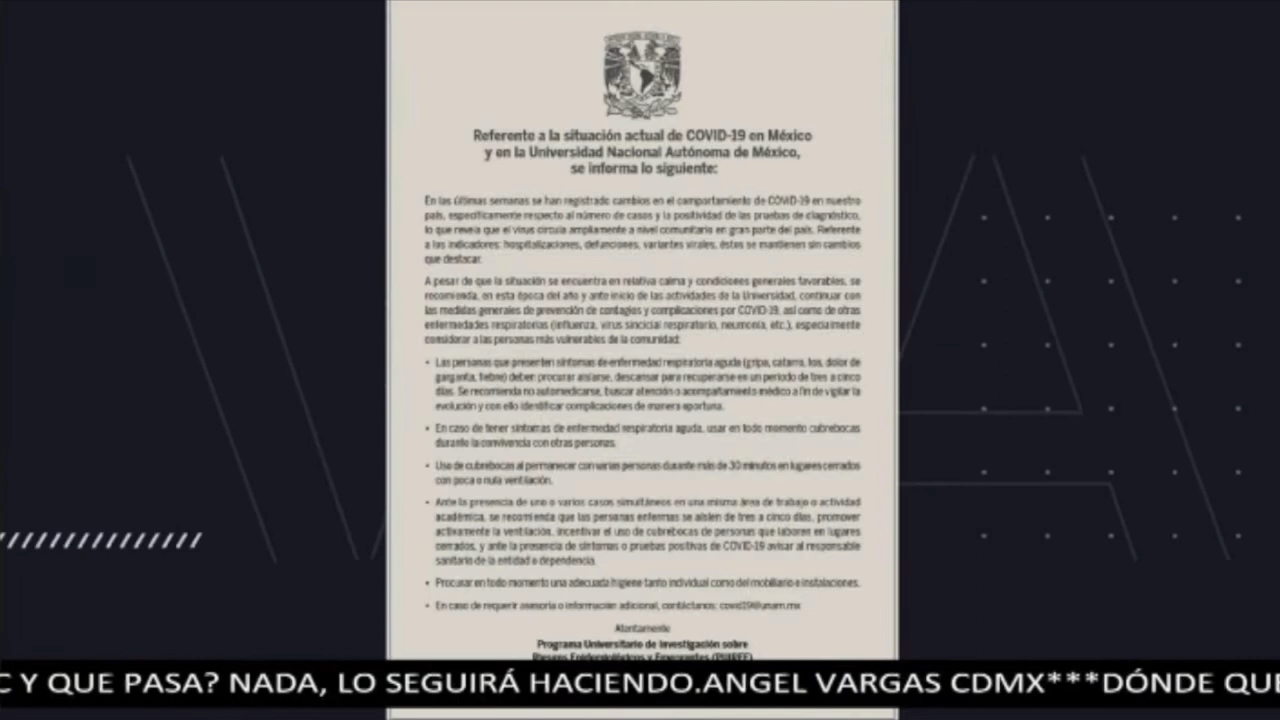 Referente a la situación actual de COVID-19 en México
y en la Universidad Nacional Autónoma de México,
se informa lo siguiente:
En las últimas semanas se han registrado cambios en el comportamiento de COVID-19 en nuestro
país, específicamente respecto al número de casos y la positividad de las pruebas de diagnóstico,
lo que revela que el virus circula ampliamente a nivel comunitario en gran parte del país. Referente
a los indicadores: hospitalizaciones, defunciones, variantes virales, éstos se mantienen sin cambios
que destacar.
A pesar de que la situación se encuentra en relativa calma y condiciones generales favorables, se
recomienda, en esta época del año y ante inicio de las actividades de la Universidad, continuar con
las medidas generales de prevención de contagios y complicaciones por COVID-19, así como de otras
enfermedades respiratorias (influenza, virus sincicial respiratorio, neumonía, etc.), especialmente
considerar a las personas más vulnerables de la comunidad:
• Las personas que presenten síntomas de enfermedad respiratoria aguda (gripa, catarro, tos, dolor de
garganta, fiebre) deben procurar aislarse, descansar para recuperarse en un periodo de tres a cinco
días. Se recomienda no automedicarse, buscar atención o acompañamiento médico a fin de vigilar la
evolución y con ello identificar complicaciones de manera oportuna.
• En caso de tener síntomas de enfermedad respiratoria aguda, usar en todo momento cubrebocas
durante la convivencia con otras personas.
• Uso de cubrebocas al permanecer con varias personas durante más de 30 minutos en lugares cerrados
con poca o nula ventilación.
• Ante la presencia de uno o varios casos simultáneos en una misma área de trabajo o actividad
académica, se recomienda que las personas enfermas se aíslen de tres a cinco días, promover
activamente la ventilación, incentivar el uso de cubrebocas de personas que laboren en lugares
cerrados, y ante la presencia de síntomas o pruebas positivas de COVID-19 avisar al responsable
sanitario de la entidad o dependencia.
• Procurar en todo momento una adecuada higiene tanto individual como del mobiliario e instalaciones.
• En caso de requerir asesoría o información adicional, contáctanos: covid19@unam.mx
Atentamente
Programa Universitario de Investigación sobre
Riesgos Epidemiológicos y Emergentes (PUIREE)
C Y QUE PASA? NADA, LO SEGUIRÁ HACIENDO.ANGEL VARGAS CDMX***DÓNDE QUE